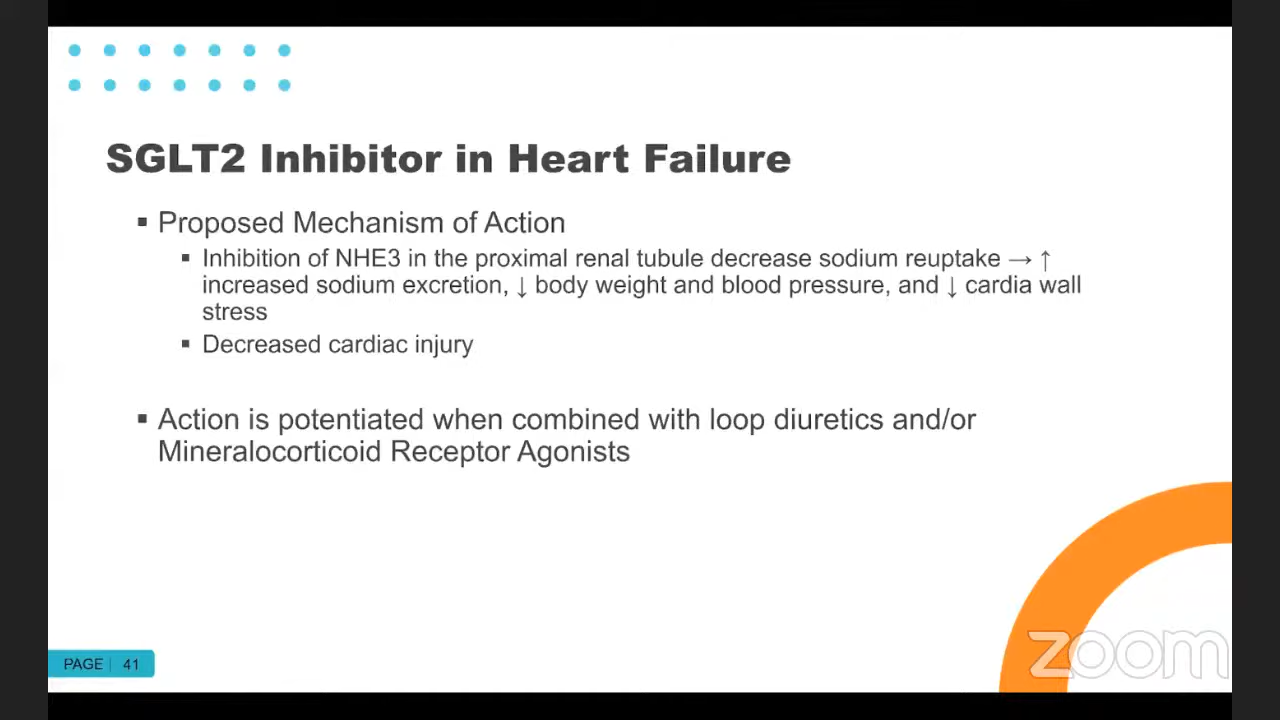 SGLT2 Inhibitor in Heart Failure
▪ Proposed Mechanism of Action
▪ Inhibition of NHE3 in the proximal renal tubule decrease sodium reuptake → ↑
increased sodium excretion, ↓ body weight and blood pressure, and ↓ cardia wall
stress
▪ Decreased cardiac injury
▪ Action is potentiated when combined with loop diuretics and/or
Mineralocorticoid Receptor Agonists
PAGE | 41
zoom